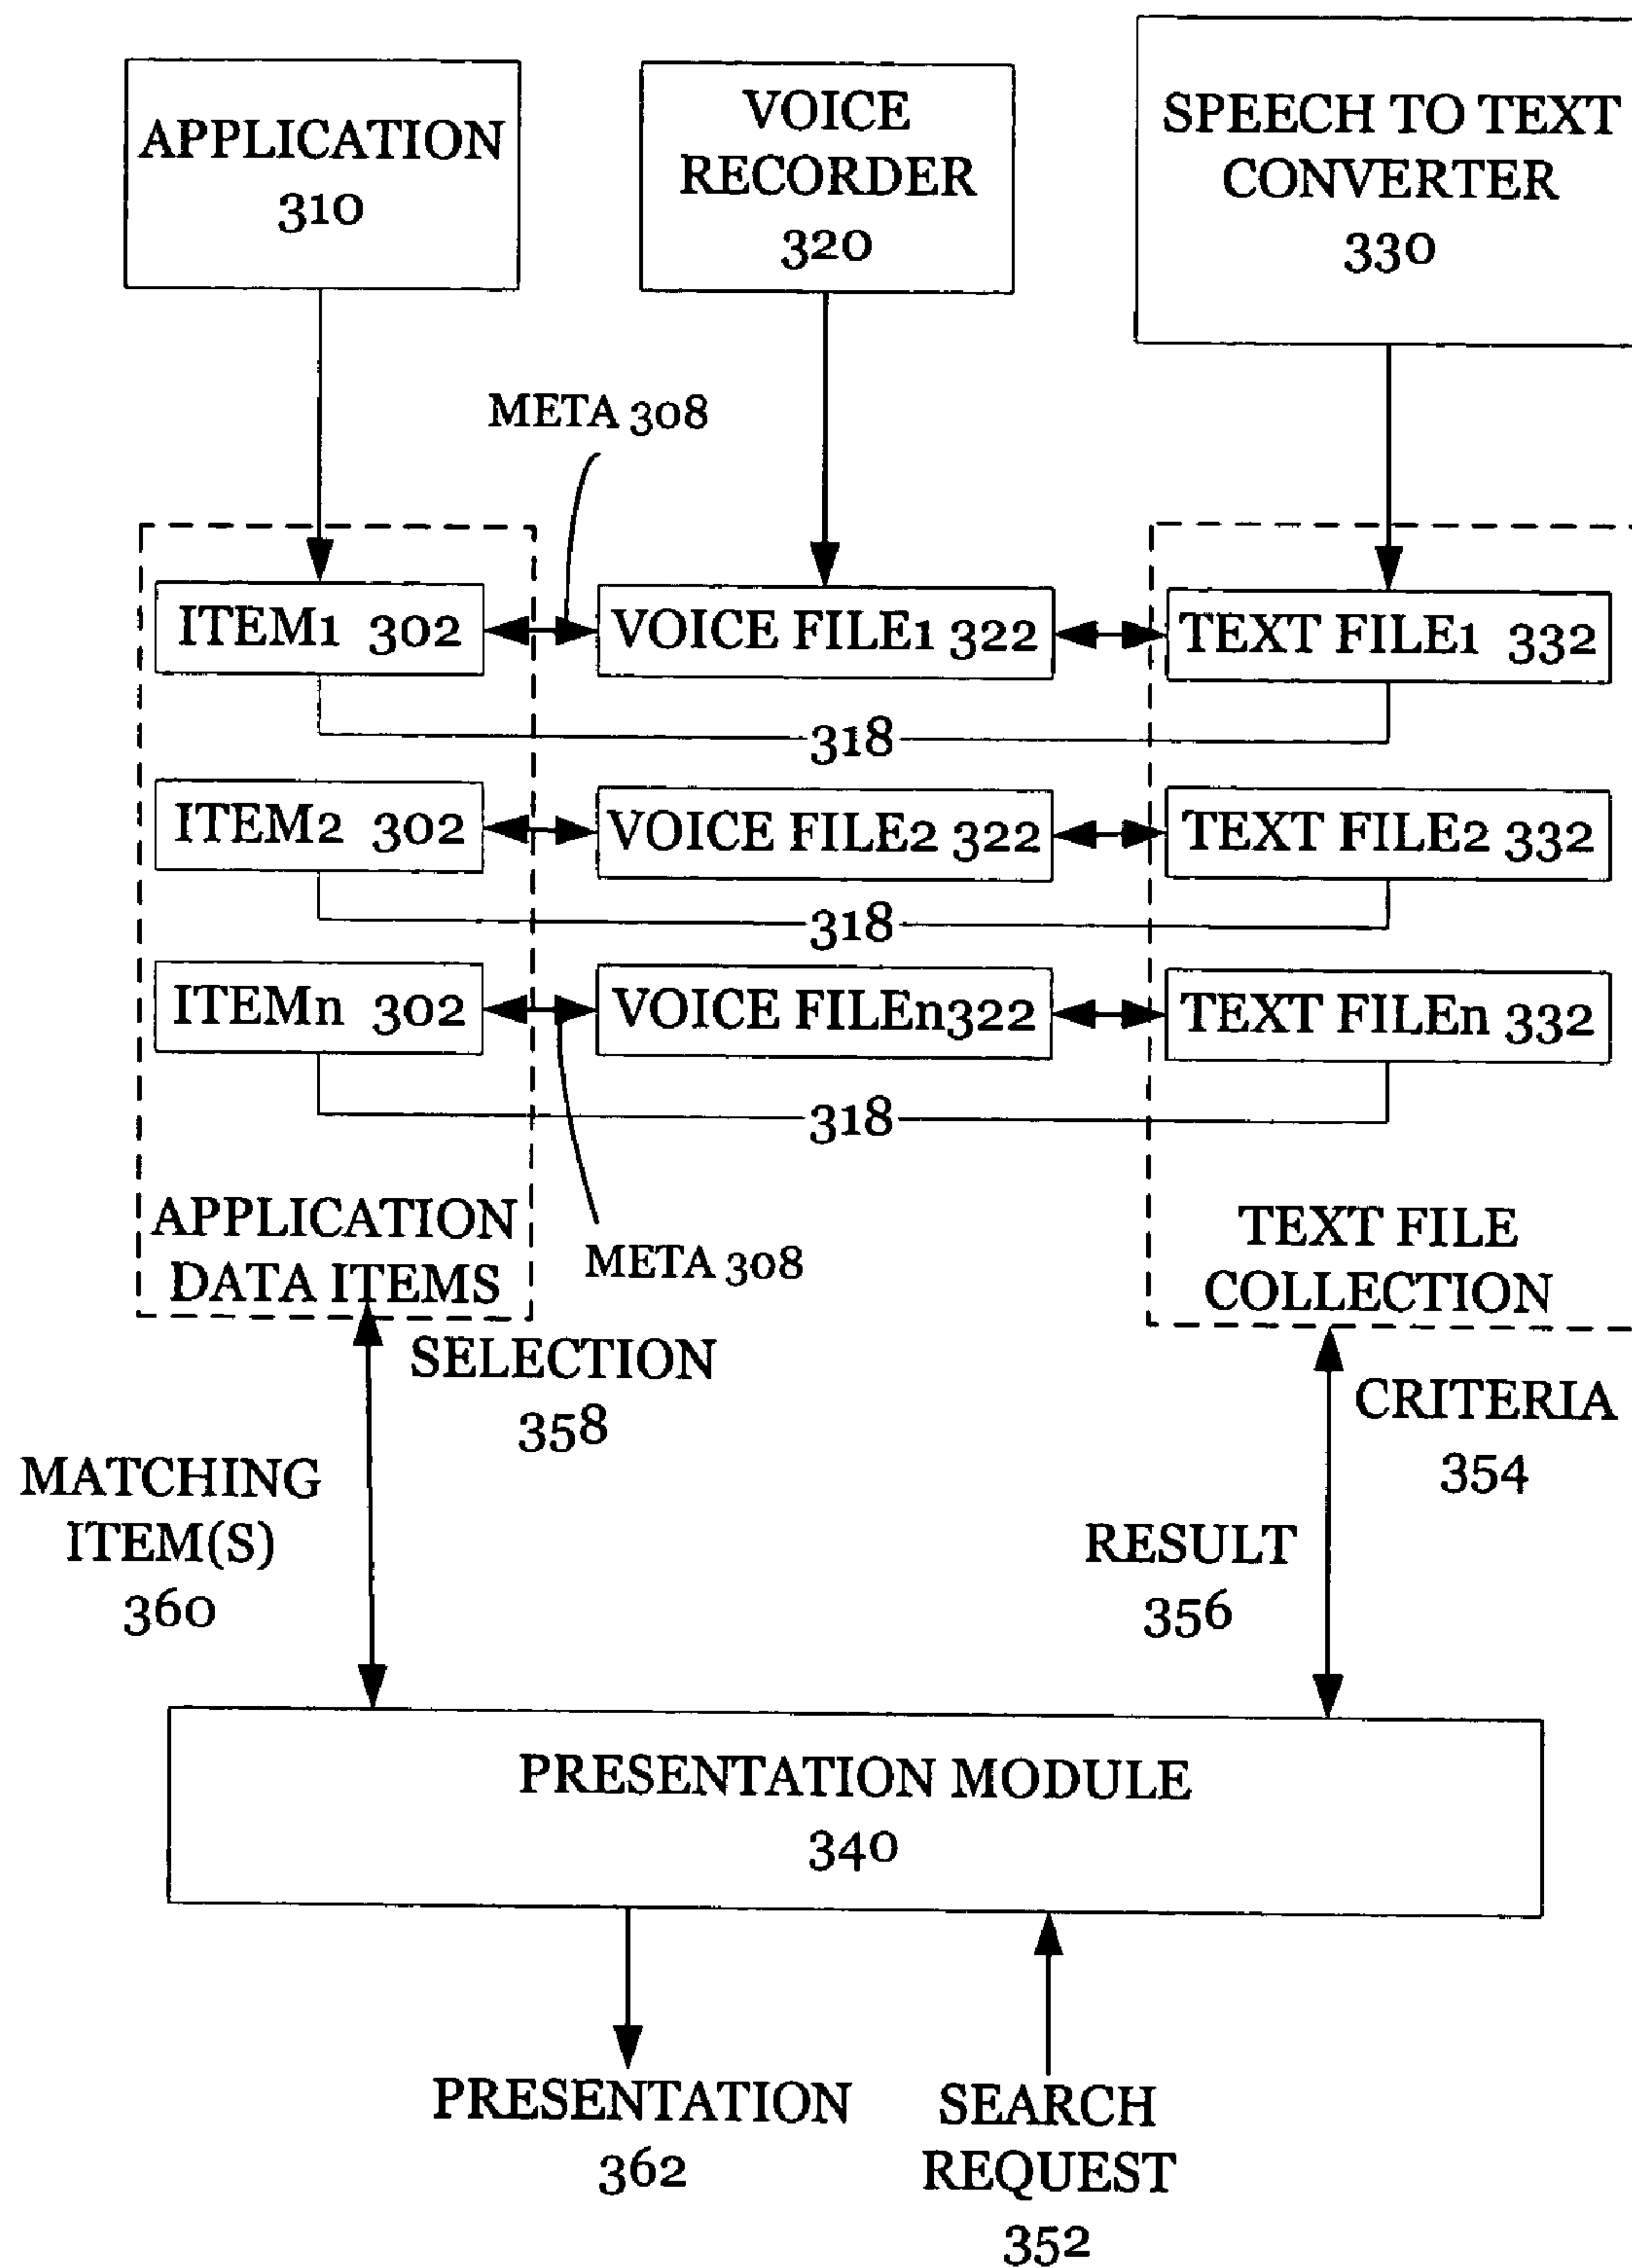 APPLICATION
310
VOICE
RECORDER
320
SPEECH TO TEXT
CONVERTER
330
META 308
ITEM1 302
VOICE FILE1 322
TEXT FILE1 332
318
ITEM2 302
VOICE FILE2 322
TEXT FILE2 332
318
ITEMn 302
VOICE FILEn322
TEXT FILEn 332
318
APPLICATION
DATA ITEMS
META 308
TEXT FILE
COLLECTION
SELECTION
358
CRITERIA
354
MATCHING
ITEM(S)
360
RESULT
356
PRESENTATION MODULE
340
PRESENTATION
362
SEARCH
REQUEST
352